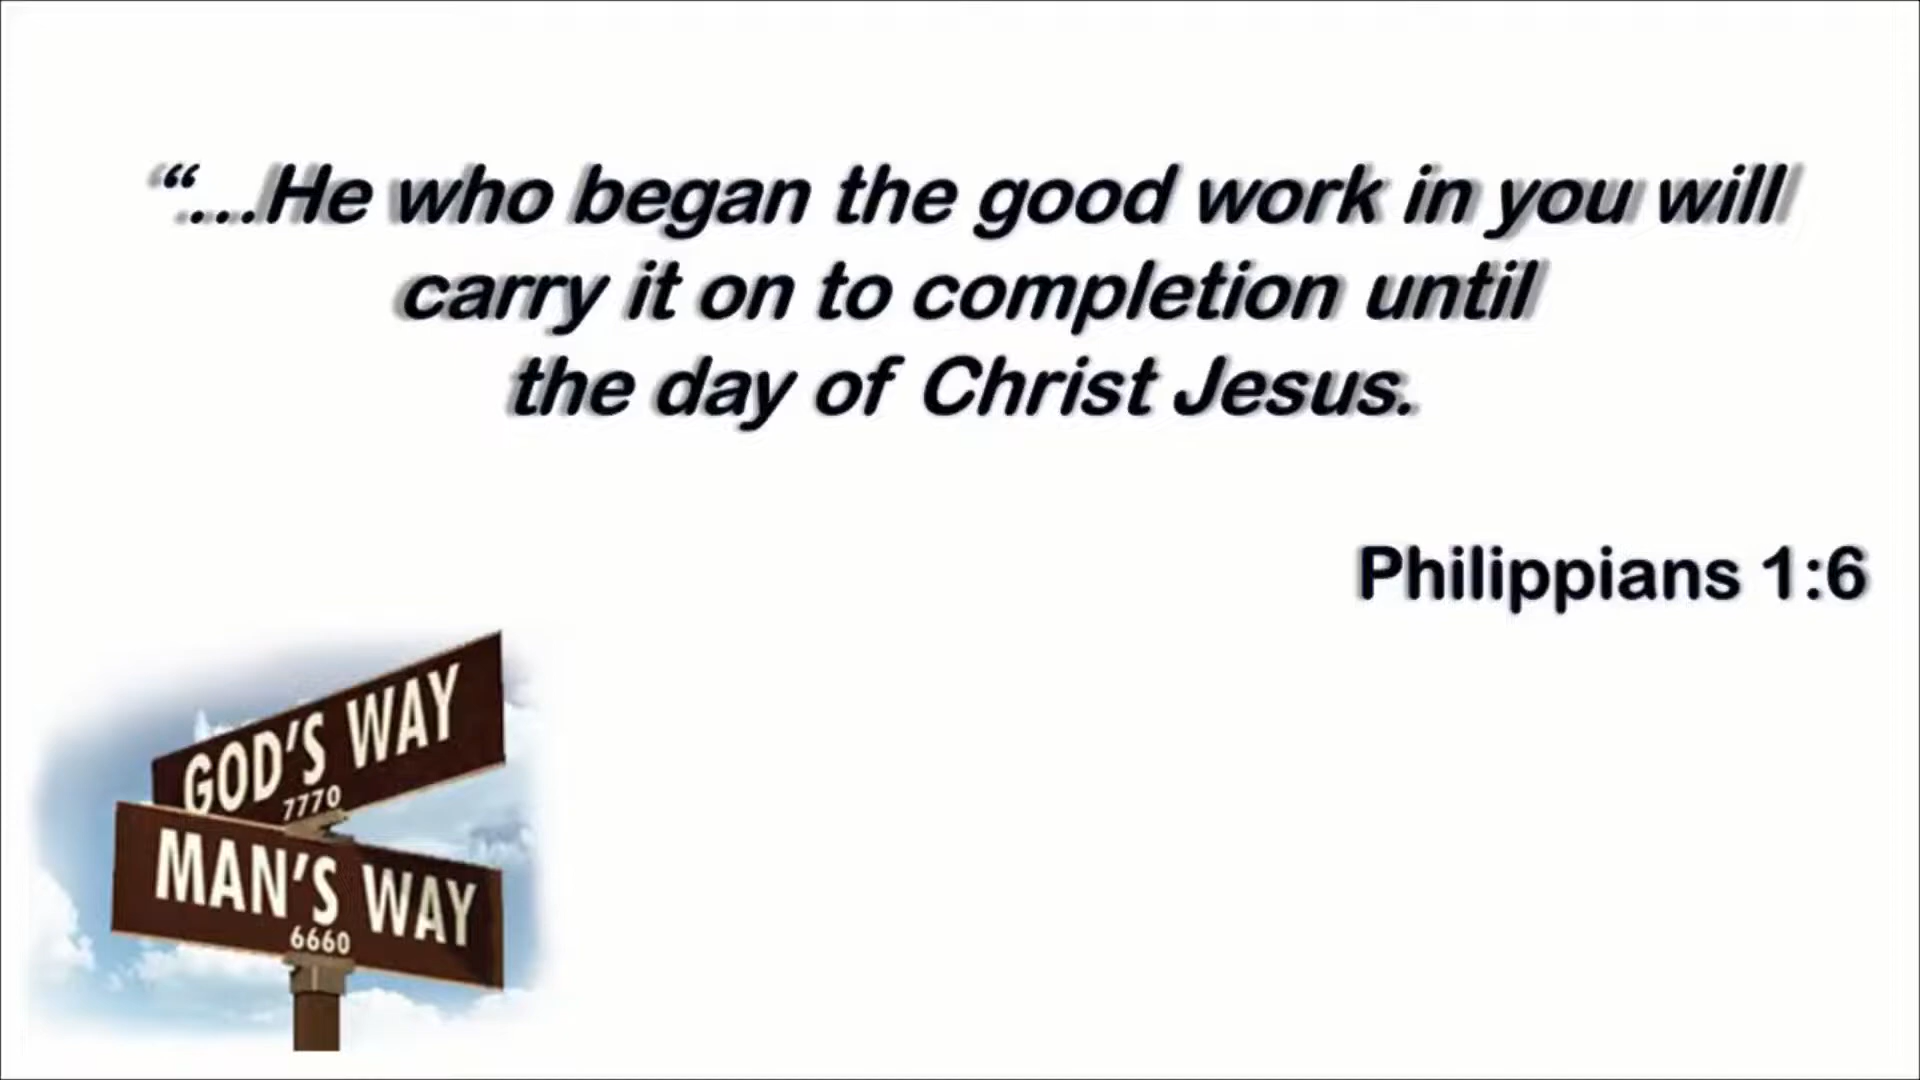 “...He who began the good work in you will
carry it on to completion until
the day of Christ Jesus.
Philippians 1:6
GOD'S WAY
7770
MAN'S WAY
6660